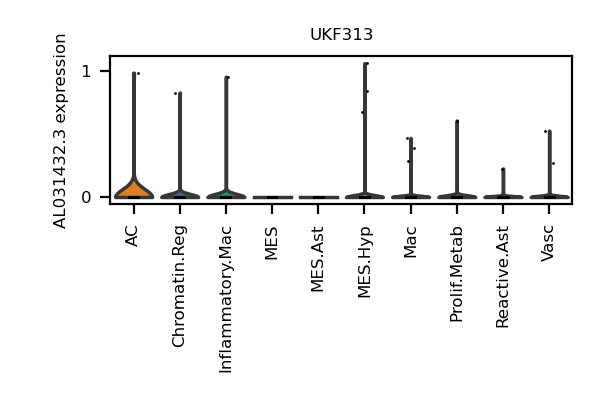 UKF313
AL031432.3 expression
1
0
AC
Chromatin.Reg
Inflammatory.Mac
MES
MES.Ast
MES.Hyp
Mac
Prolif.Metab
Reactive.Ast
Vasc